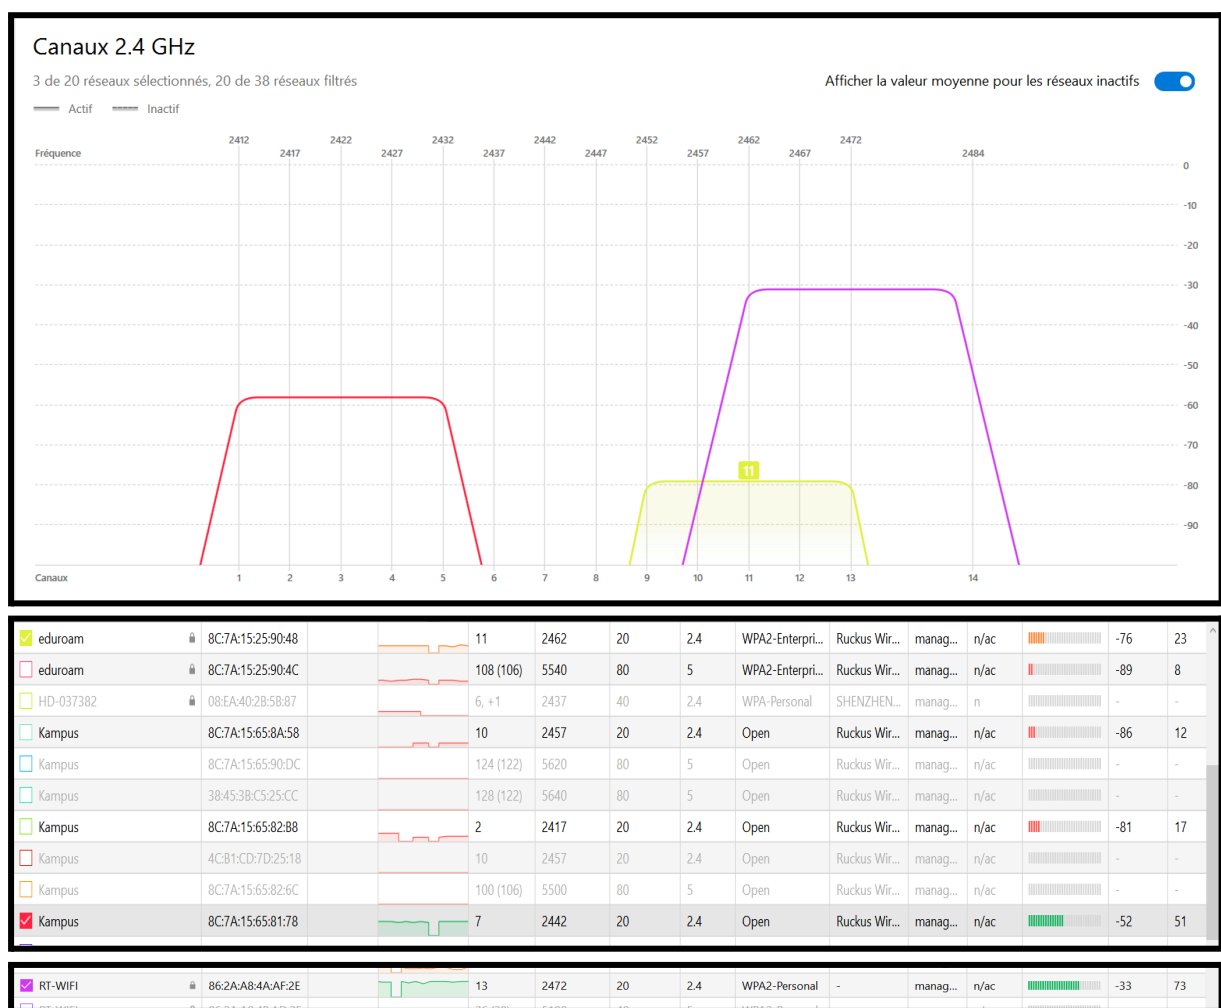 Canaux 2.4 GHz
3 de 20 réseaux sélectionnés, 20 de 38 réseaux filtrés
Afficher la valeur moyenne pour les réseaux inactifs
Actif Inactif
2412 2422 2432 2442 2452 2462 2472
Fréquence 2417 2427 2437 2447 2457 2467 2484
0
-10
-20
-30
-40
-50
-60
-70
11
-80
-90
Canaux 1 2 3 4 5 6 7 8 9 10 11 12 13 14
eduroam 8C:7A:15:25:90:48 11 2462 20 2.4 WPA2-Enterpri... Ruckus Wir... manag... n/ac -76 23
eduroam 8C:7A:15:25:90:4C 108 (106) 5540 80 5 WPA2-Enterpri... Ruckus Wir... manag... n/ac -89 8
HD-037382 08:EA:40:2B:58:87 6, +1 2437 40 2.4 WPA-Personal SHENZHEN... manag... n - -
Kampus 8C:7A:15:65:8A:58 10 2457 20 2.4 Open Ruckus Wir... manag... n/ac -86 12
Kampus 8C:7A:15:65:90:DC 124 (122) 5620 80 5 Open Ruckus Wir... manag... n/ac - -
Kampus 38:45:3B:C5:25:CC 128 (122) 5640 80 5 Open Ruckus Wir... manag... n/ac - -
Kampus 8C:7A:15:65:82:B8 2 2417 20 2.4 Open Ruckus Wir... manag... n/ac -81 17
Kampus 4C:B1:CD:7D:25:18 10 2457 20 2.4 Open Ruckus Wir... manag... n/ac - -
Kampus 8C:7A:15:65:82:6C 100 (106) 5500 80 5 Open Ruckus Wir... manag... n/ac - -
Kampus 8C:7A:15:65:81:78 7 2442 20 2.4 Open Ruckus Wir... manag... n/ac -52 51
RT-WIFI 86:2A:A8:4A:AF:2E 13 2472 20 2.4 WPA2-Personal - manag... n/ac -33 73